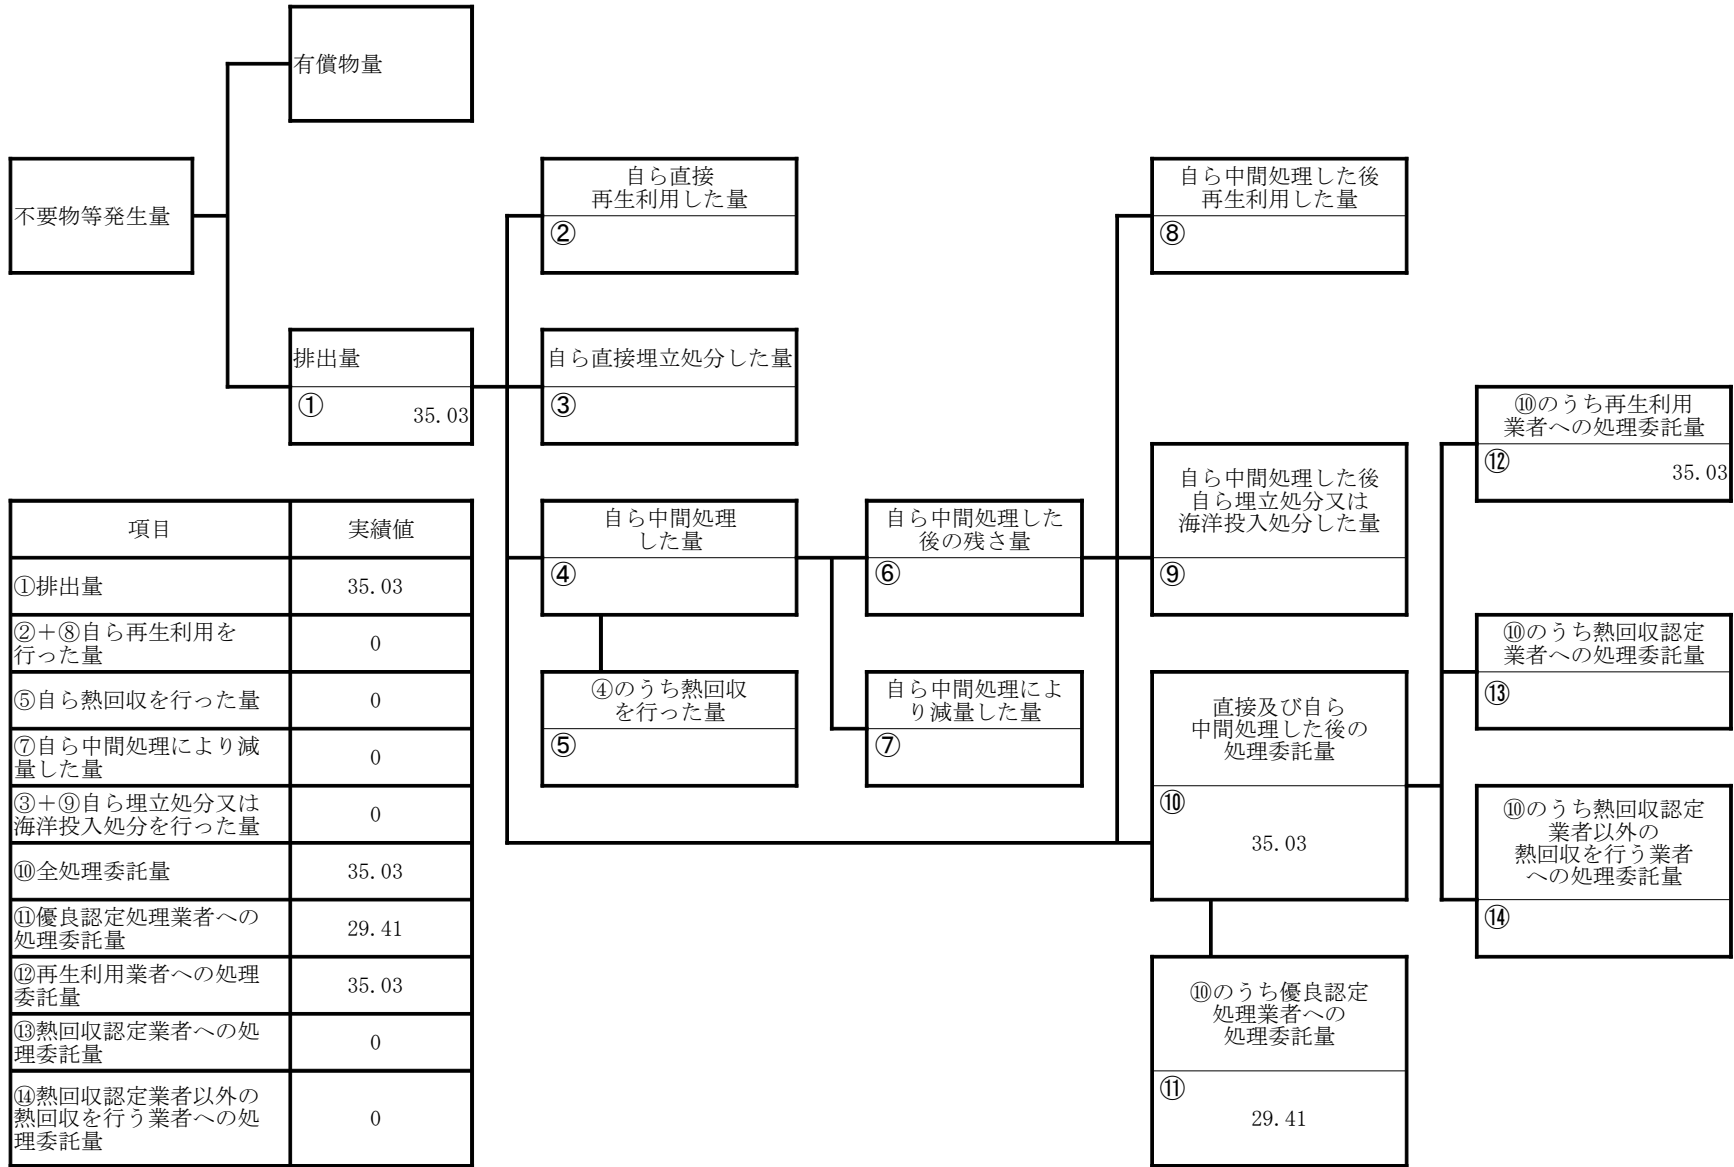 有償物量
不要物等発生量
自ら直接
再生利用した量
②
自ら中間処理した後
再生利用した量
⑧
排出量
①
35.03
自ら直接埋立処分した量
③
⑩のうち再生利用
業者への処理委託量
⑫
35.03
自ら中間処理
した量
④
自ら中間処理した
後の残さ量
⑥
自ら中間処理した後
自ら埋立処分又は
海洋投入処分した量
⑨
④のうち熱回収
を行った量
⑤
自ら中間処理によ
り減量した量
⑦
直接及び自ら
中間処理した後の
処理委託量
⑩
35.03
⑩のうち熱回収認定
業者への処理委託量
⑬
⑩のうち熱回収認定
業者以外の
熱回収を行う業者
への処理委託量
⑭
⑩のうち優良認定
処理業者への
処理委託量
⑪
29.41
項目 実績値
①排出量 35.03
②+⑧自ら再生利用を
行った量 0
⑤自ら熱回収を行った量 0
⑦自ら中間処理により減
量した量 0
③+⑨自ら埋立処分又は
海洋投入処分を行った量 0
⑩全処理委託量 35.03
⑪優良認定処理業者への
処理委託量 29.41
⑫再生利用業者への処理
委託量 35.03
⑬熱回収認定業者への処
理委託量 0
⑭熱回収認定業者以外の
熱回収を行う業者への処
理委託量 0